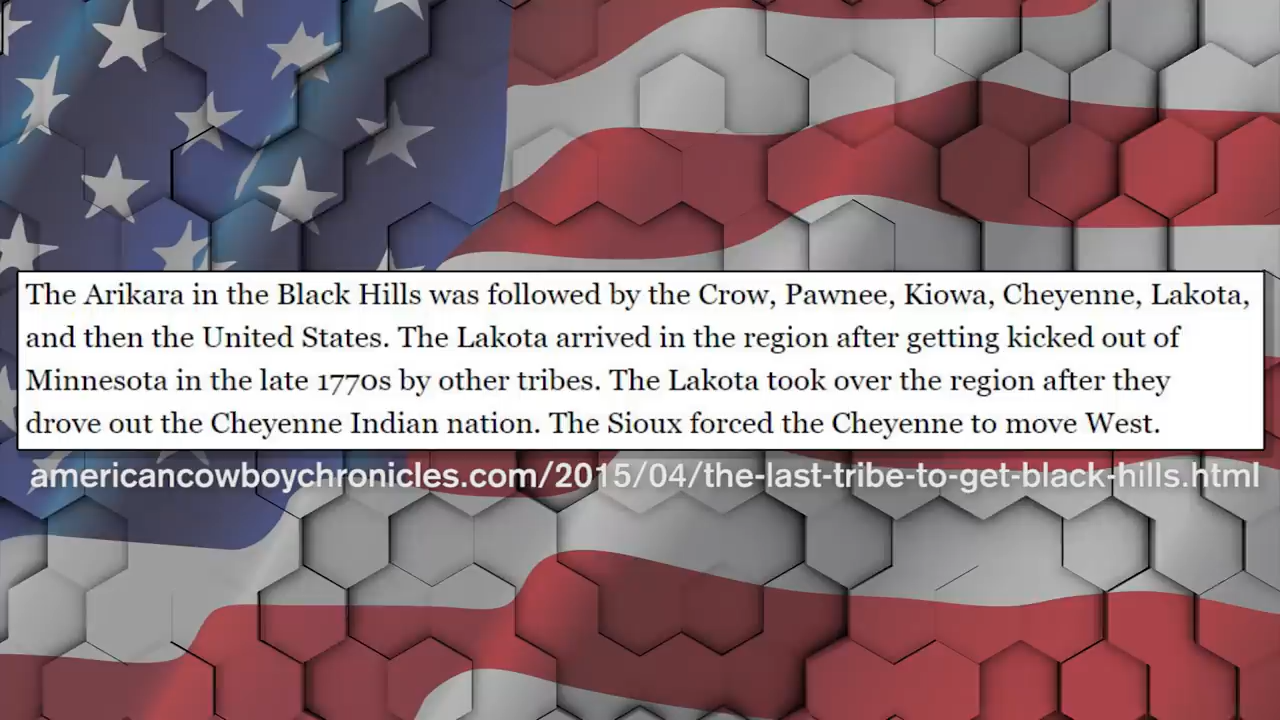 The Arikara in the Black Hills was followed by the Crow, Pawnee, Kiowa, Cheyenne, Lakota,
and then the United States. The Lakota arrived in the region after getting kicked out of
Minnesota in the late 1770s by other tribes. The Lakota took over the region after they
drove out the Cheyenne Indian nation. The Sioux forced the Cheyenne to move West.
americancowboychronicles.com/2015/04/the-last-tribe-to-get-black-hills.html